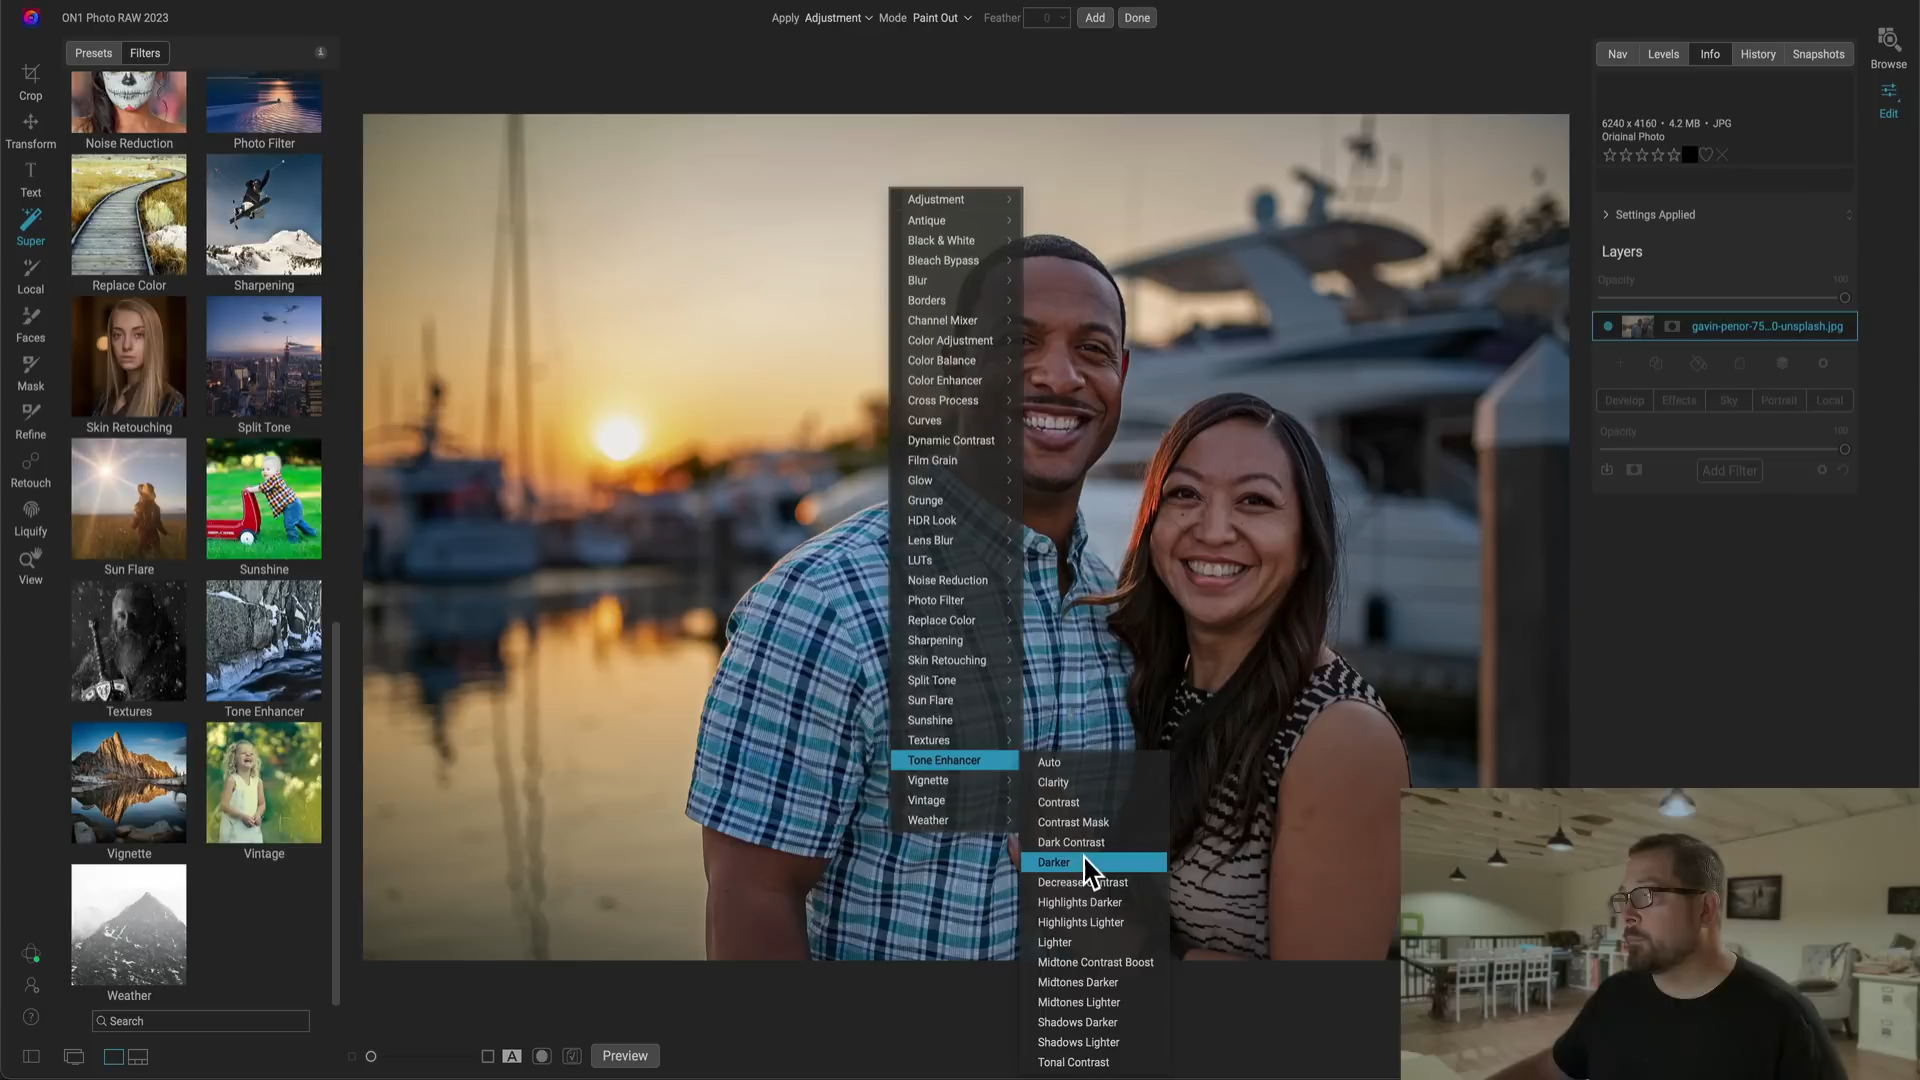 ON1 Photo RAW 2023
Apply Adjustment Mode Paint Out Feather 0 Add Done
Presets Filters
Nav Levels Info History Snapshots
Browse
Edit
Crop
Transform
Text
Super
Local
Faces
Mask
Refine
Retouch
Liquify
View
Noise Reduction Photo Filter
Replace Color Sharpening
Skin Retouching Split Tone
Sun Flare Sunshine
Textures Tone Enhancer
Vignette Vintage
Weather
Search
Adjustment
Antique
Black & White
Bleach Bypass
Blur
Borders
Channel Mixer
Color Adjustment
Color Balance
Color Enhancer
Cross Process
Curves
Dynamic Contrast
Film Grain
Glow
Grunge
HDR Look
Lens Blur
LUTs
Noise Reduction
Photo Filter
Replace Color
Sharpening
Skin Retouching
Split Tone
Sun Flare
Sunshine
Textures
Tone Enhancer
Vignette
Vintage
Weather
Auto
Clarity
Contrast
Contrast Mask
Dark Contrast
Darker
Highlights Darker
Highlights Lighter
Lighter
Midtone Contrast Boost
Midtones Darker
Midtones Lighter
Shadows Darker
Shadows Lighter
Tonal Contrast
6240 x 4160 • 4.2 MB • JPG
Original Photo
Settings Applied
Layers
Opacity 100
gavin-penor-75...0-unsplash.jpg
Develop Effects Sky Portrait Local
Opacity 100
Add Filter
A Preview